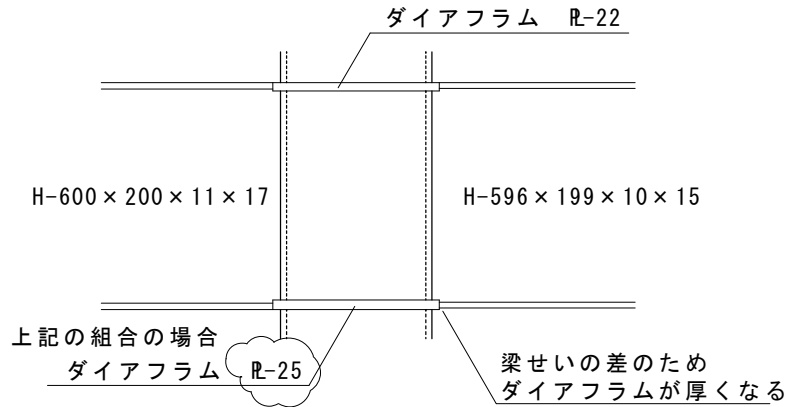 ダイアフラム ℞-22
H-600×200×11×17
H-596×199×10×15
上記の組合の場合
ダイアフラム ℞-25
梁せいの差のため
ダイアフラムが厚くなる